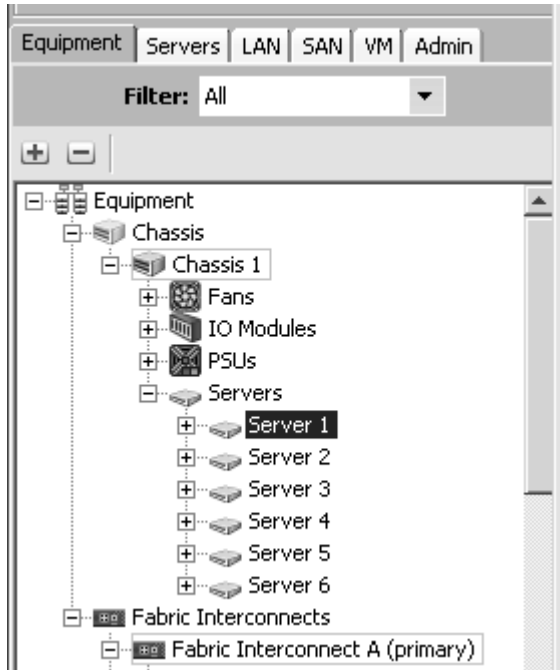 Equipment Servers LAN SAN VM Admin
Filter: All
Equipment
Chassis
Chassis 1
Fans
IO Modules
PSUs
Servers
Server 1
Server 2
Server 3
Server 4
Server 5
Server 6
Fabric Interconnects
Fabric Interconnect A (primary)